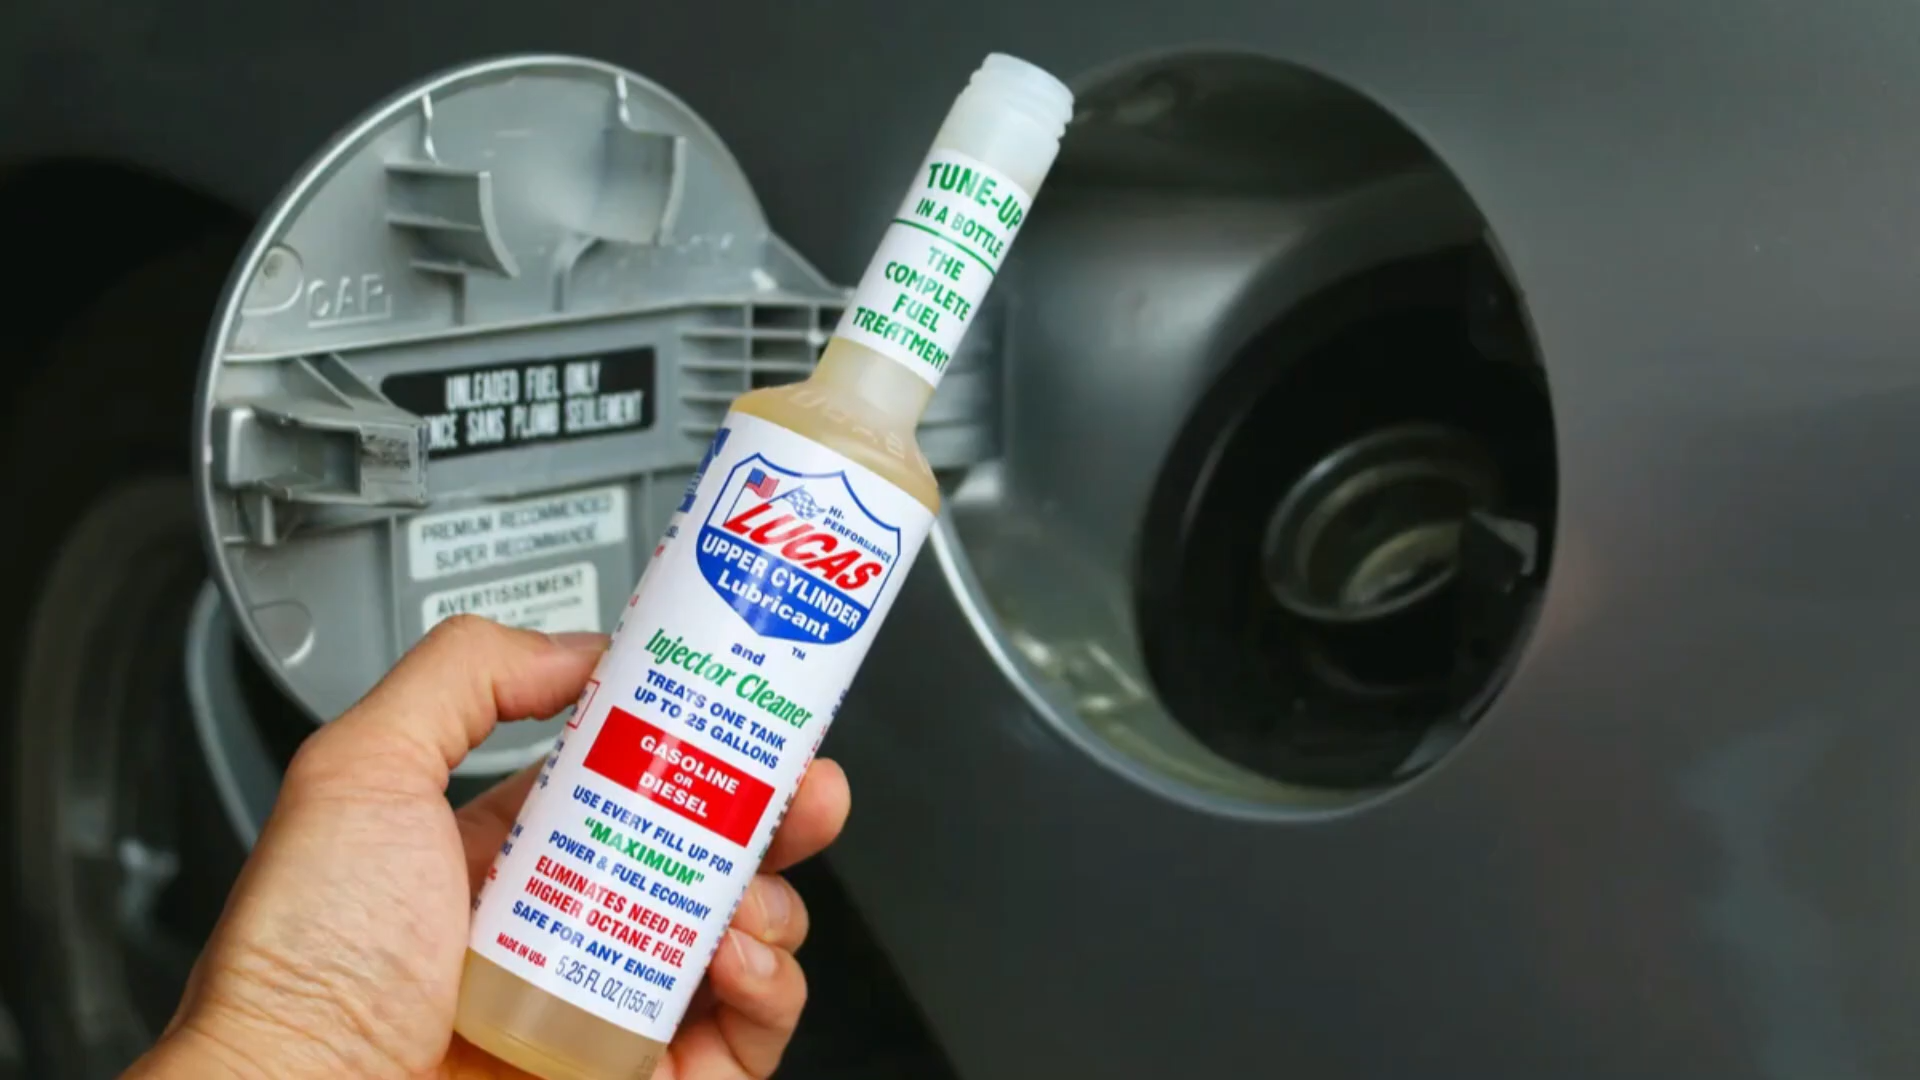 TUNE-UP
IN A BOTTLE
THE
COMPLETE
FUEL
TREATMENT
CAP
UNLEADED FUEL ONLY
SANS PLOMB SEULEMENT
PREMIUM RECOMMENDED
SUPER RECOMMANDÉ
AVERTISSEMENT
HI-
PERFORMANCE
LUCAS
UPPER CYLINDER
Lubricant
TM
and
Injector Cleaner
TREATS ONE TANK
UP TO 25 GALLONS
GASOLINE
OR
DIESEL
USE EVERY FILL UP FOR
"MAXIMUM"
POWER & FUEL ECONOMY
ELIMINATES NEED FOR
HIGHER OCTANE FUEL
SAFE FOR ANY ENGINE
MADE IN USA 5.25 FL OZ (155 mL)